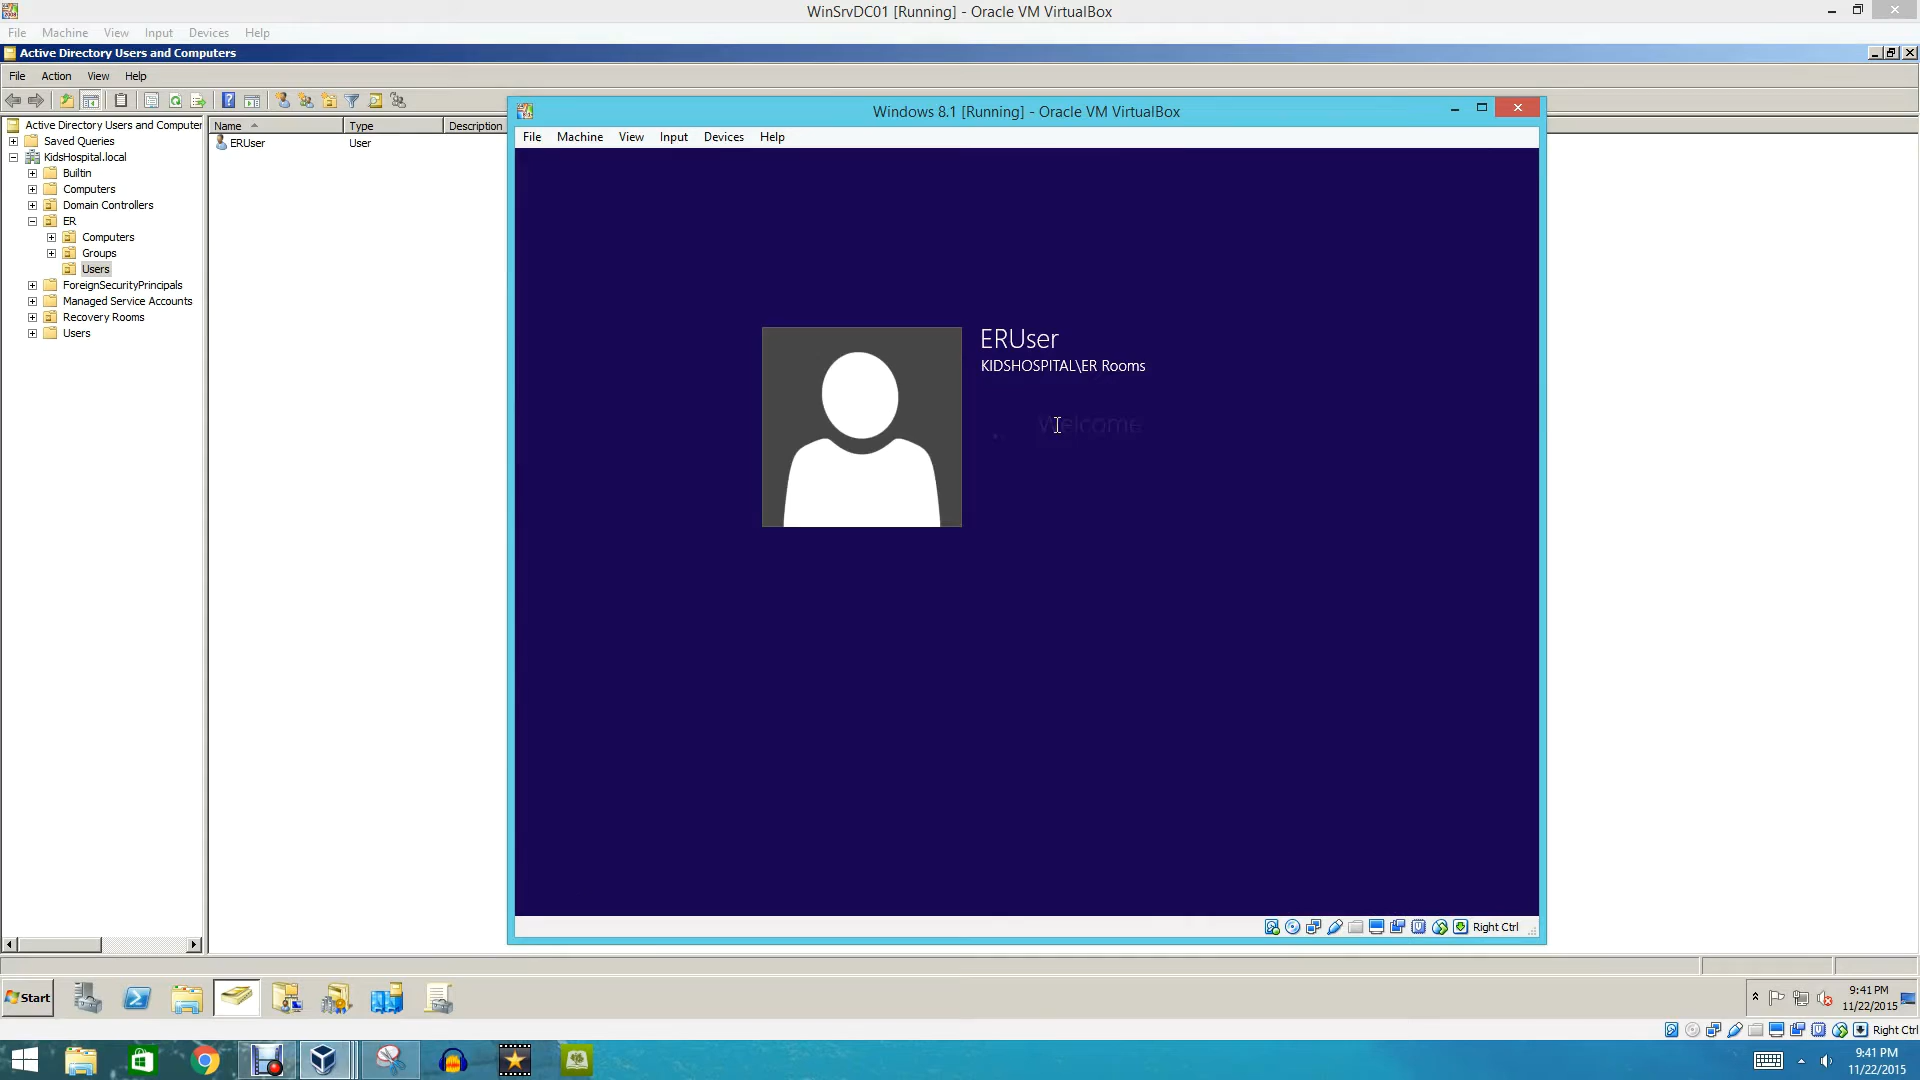 WinSrvDC01 [Running] - Oracle VM VirtualBox
File Machine View Input Devices Help
Active Directory Users and Computers
File Action View Help
Active Directory Users and Computer
Saved Queries
KidsHospital.local
Builtin
Computers
Domain Controllers
ER
Computers
Groups
Users
ForeignSecurityPrincipals
Managed Service Accounts
Recovery Rooms
Users
Name Type Description
ERUser User
Windows 8.1 [Running] - Oracle VM VirtualBox
File Machine View Input Devices Help
ERUser
KIDSHOSPITAL\ER Rooms
Welcome
Right Ctrl
Start
9:41 PM
11/22/2015
Right Ctrl
9:41 PM
11/22/2015